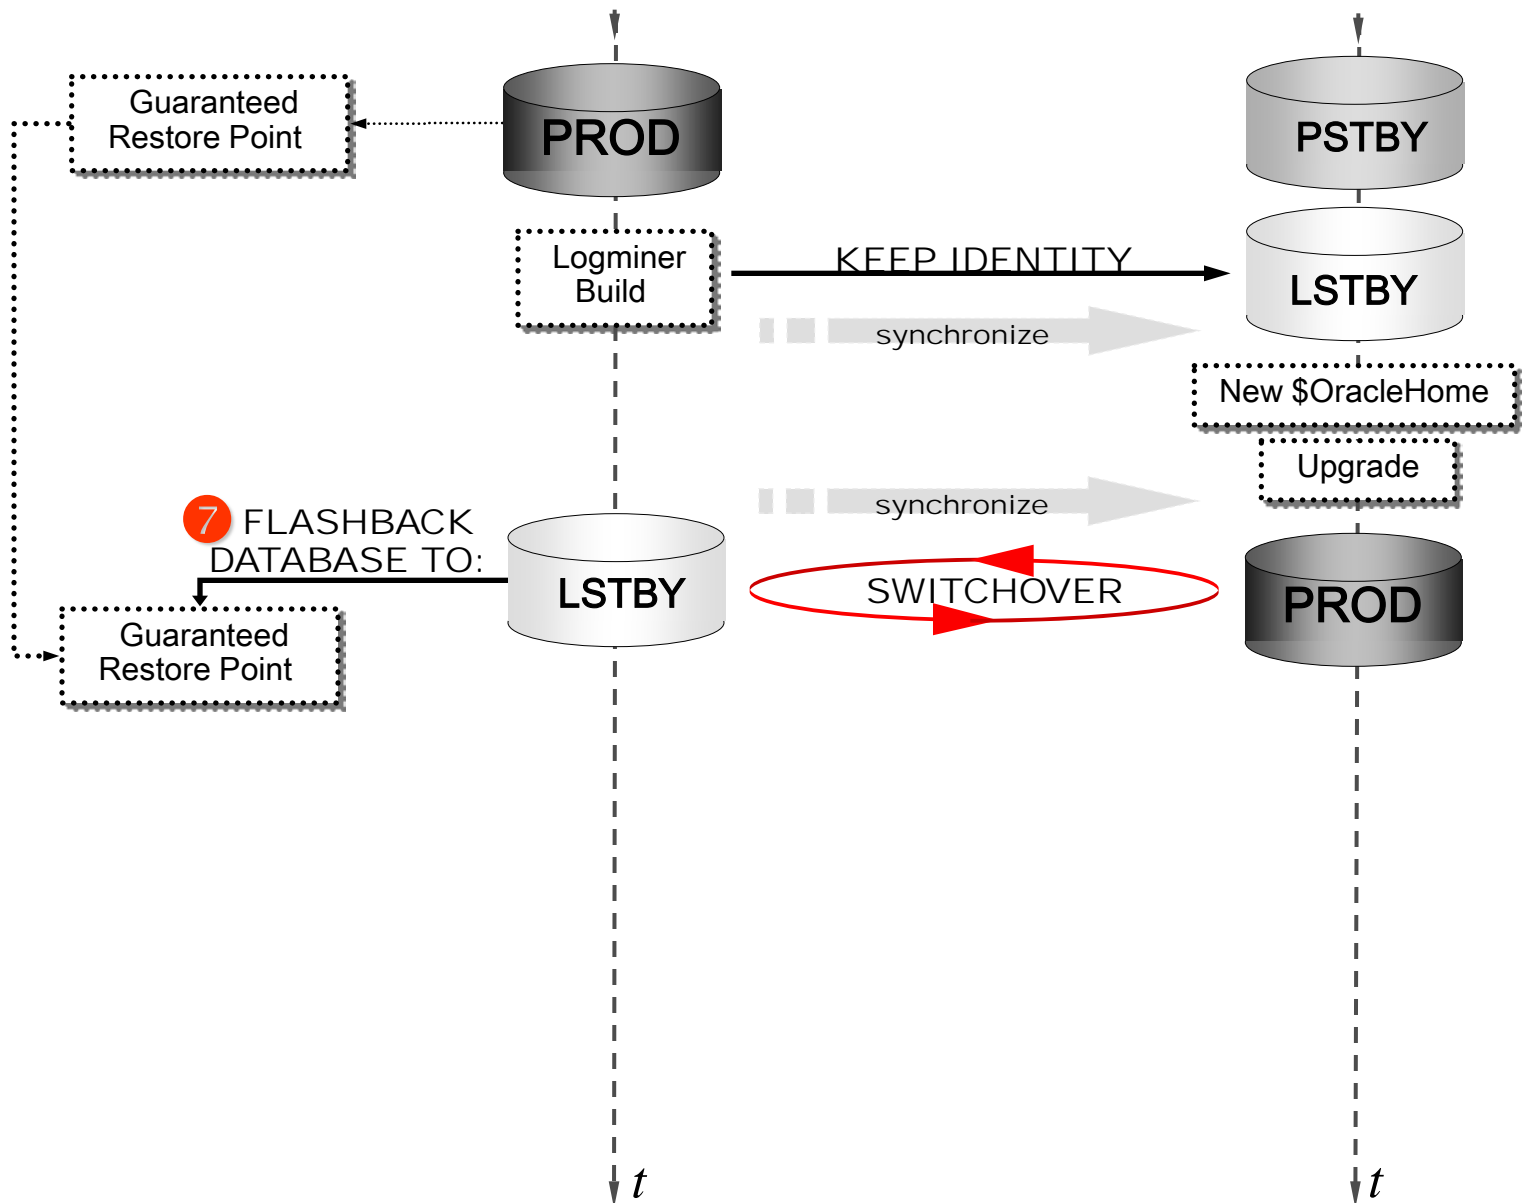 Guaranteed
Restore Point
PROD
PSTBY
Logminer
Build
KEEP IDENTITY
LSTBY
synchronize
New $OracleHome
Upgrade
synchronize
7 FLASHBACK
DATABASE TO:
LSTBY
SWITCHOVER
PROD
Guaranteed
Restore Point
t
t